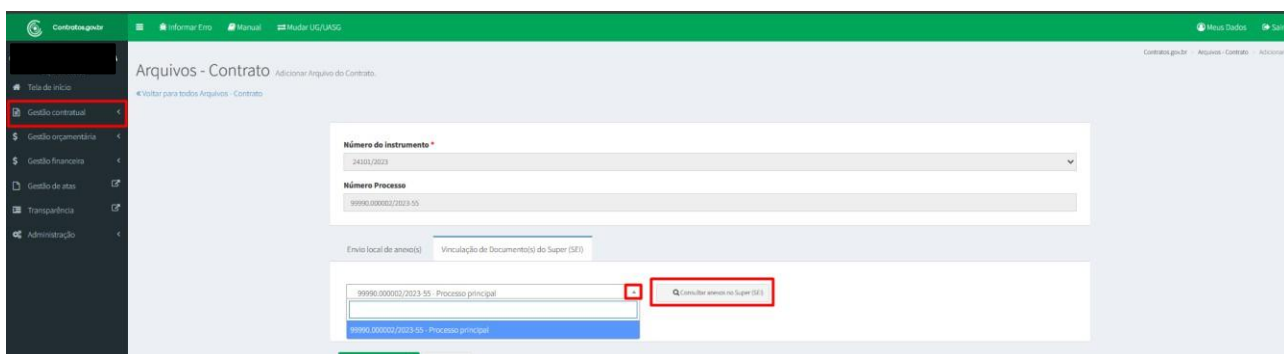 Contratos.gov.br
Informar Erro Manual Mudar UG/UASG
Meus Dados Sair
Contratos.gov.br Arquivos - Contrato Adicionar
Arquivos - Contrato Adicionar Arquivo do Contrato.
Voltar para todos Arquivos - Contrato
Tela de início
Gestão contratual
Gestão orçamentária
Gestão financeira
Gestão de atas
Transparência
Administração
Número do instrumento *
24101/2023
Número Processo
99990.000002/2023-55
Envio local de anexo(s) Vinculação de Documento(s) do Super (SEI)
99990.000002/2023-55 - Processo principal
Consultar anexos no Super (SEI)
99990.000002/2023-55 - Processo principal